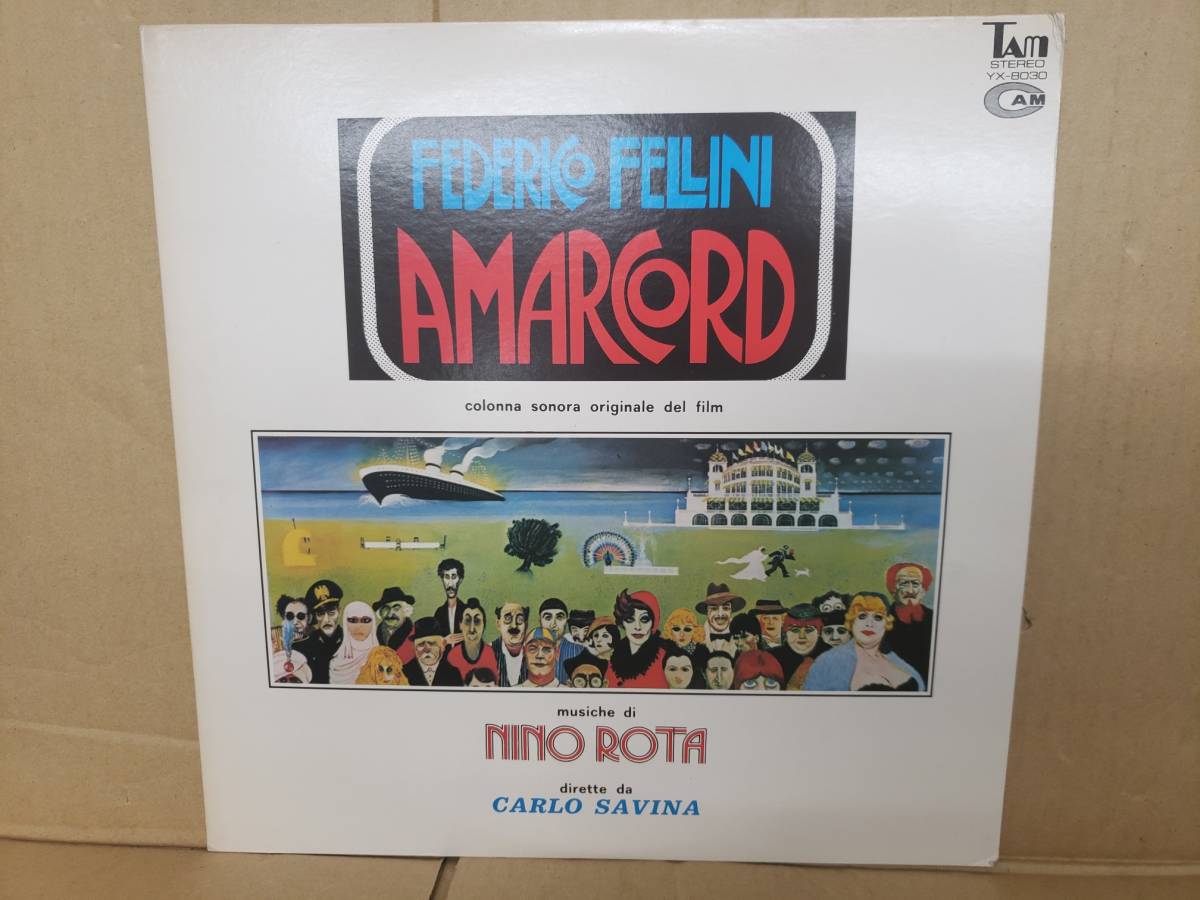 TAM
STEREO
YX-8030
CAM
FEDERICO FELLINI
AMARCORD
colonna sonora originale del film
musiche di
NINO ROTA
dirette da
CARLO SAVINA